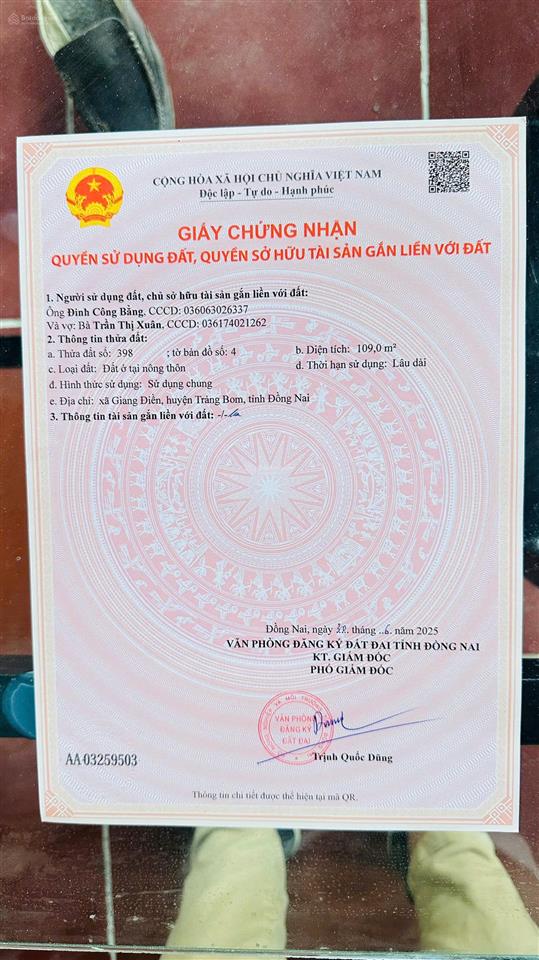 CỘNG HÒA XÃ HỘI CHỦ NGHĨA VIỆT NAM
Độc lập - Tự do - Hạnh phúc
GIẤY CHỨNG NHẬN
QUYỀN SỬ DỤNG ĐẤT, QUYỀN SỞ HỮU TÀI SẢN GẮN LIỀN VỚI ĐẤT
1. Người sử dụng đất, chủ sở hữu tài sản gắn liền với đất:
Ông Đinh Công Bằng, CCCD: 036063026337
Và vợ: Bà Trần Thị Xuân, CCCD: 036174021262
2. Thông tin thửa đất:
a. Thửa đất số: 398 ; tờ bản đồ số: 4 b. Diện tích: 109,0 m²
c. Loại đất: Đất ở tại nông thôn d. Thời hạn sử dụng: Lâu dài
đ. Hình thức sử dụng: Sử dụng chung
e. Địa chỉ: xã Giang Điền, huyện Trảng Bom, tỉnh Đồng Nai
3. Thông tin tài sản gắn liền với đất: -/-
Đồng Nai, ngày tháng 6 năm 2025
VĂN PHÒNG ĐĂNG KÝ ĐẤT ĐAI TỈNH ĐỒNG NAI
KT. GIÁM ĐỐC
PHÓ GIÁM ĐỐC
VĂN PHÒNG
ĐĂNG KÝ
ĐẤT ĐAI
Trịnh Quốc Dũng
AA 03259503
Thông tin chi tiết được thể hiện tại mã QR.